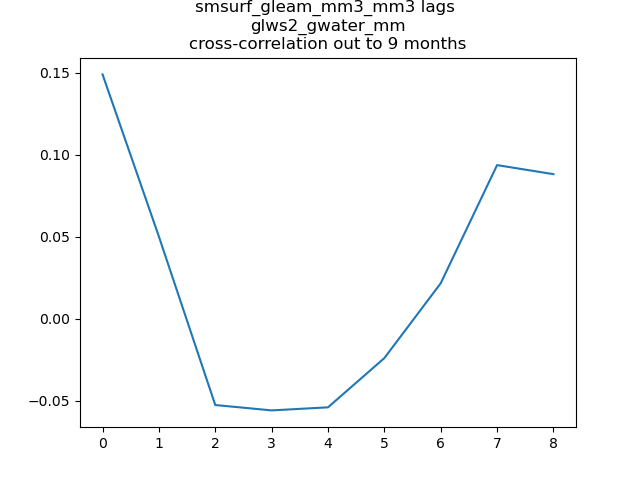 smsurf_gleam_mm3_mm3 lags
glws2_gwater_mm
cross-correlation out to 9 months
0.15
0.10
0.05
0.00
−0.05
0 1 2 3 4 5 6 7 8